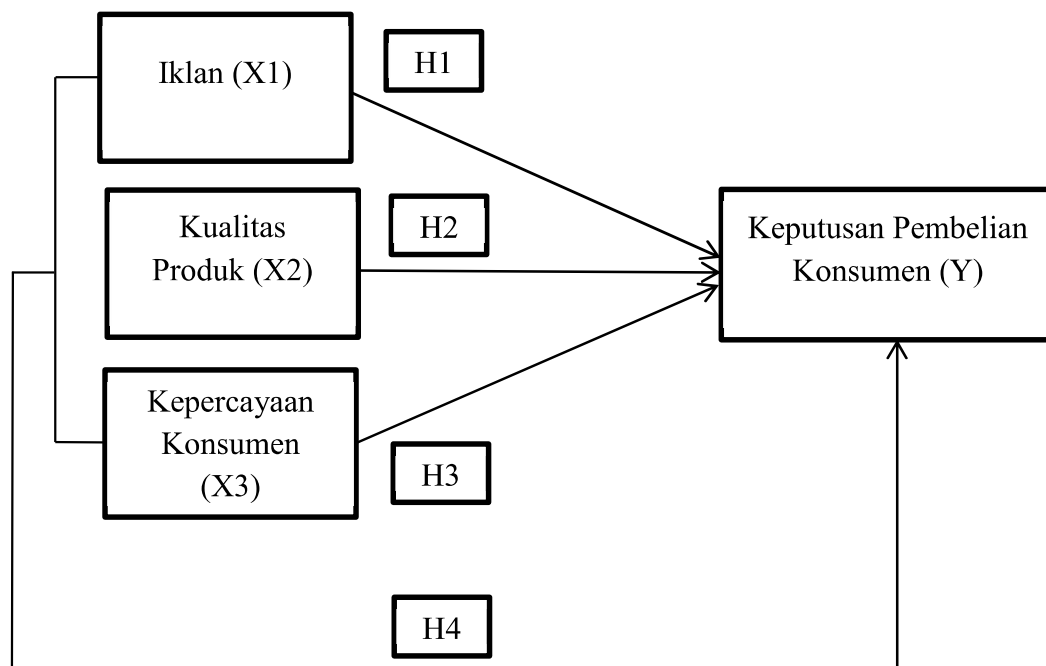 Iklan (X1)
H1
Kualitas
Produk (X2)
H2
Keputusan Pembelian
Konsumen (Y)
Kepercayaan
Konsumen
(X3)
H3
H4